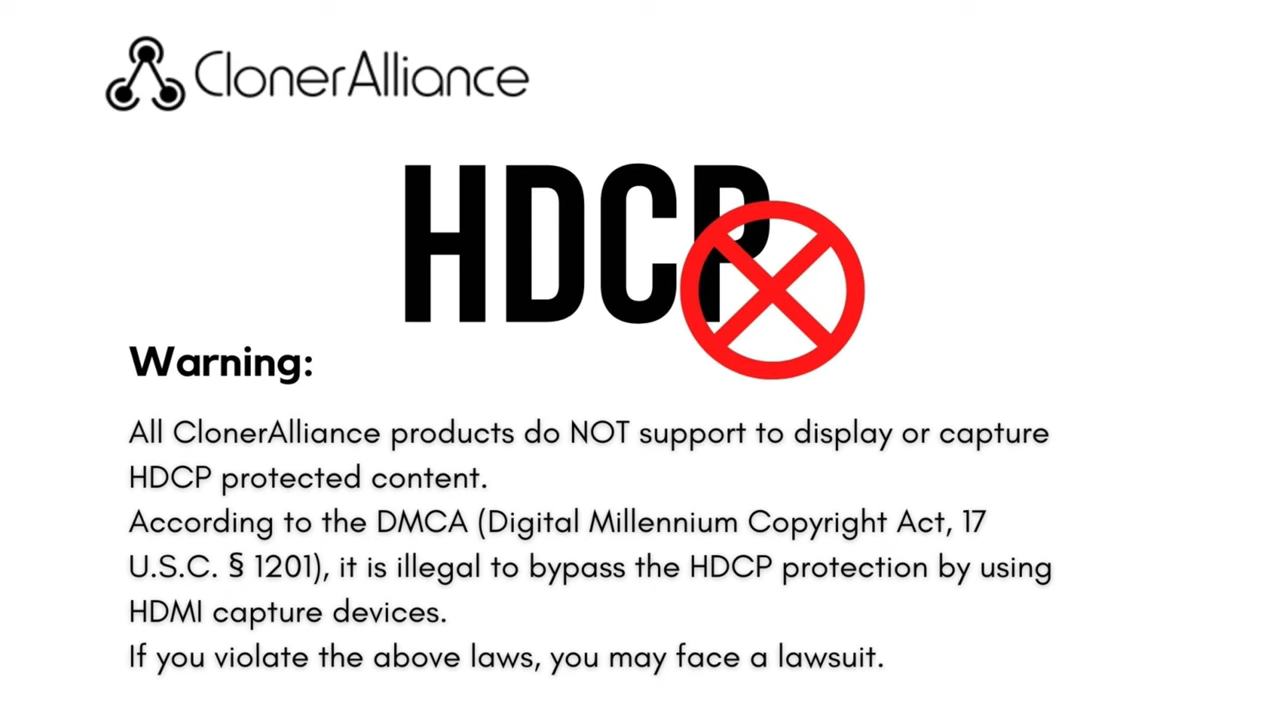 ClonerAlliance
HDCP
Warning:
All ClonerAlliance products do NOT support to display or capture
HDCP protected content.
According to the DMCA (Digital Millennium Copyright Act, 17
U.S.C. § 1201), it is illegal to bypass the HDCP protection by using
HDMI capture devices.
If you violate the above laws, you may face a lawsuit.